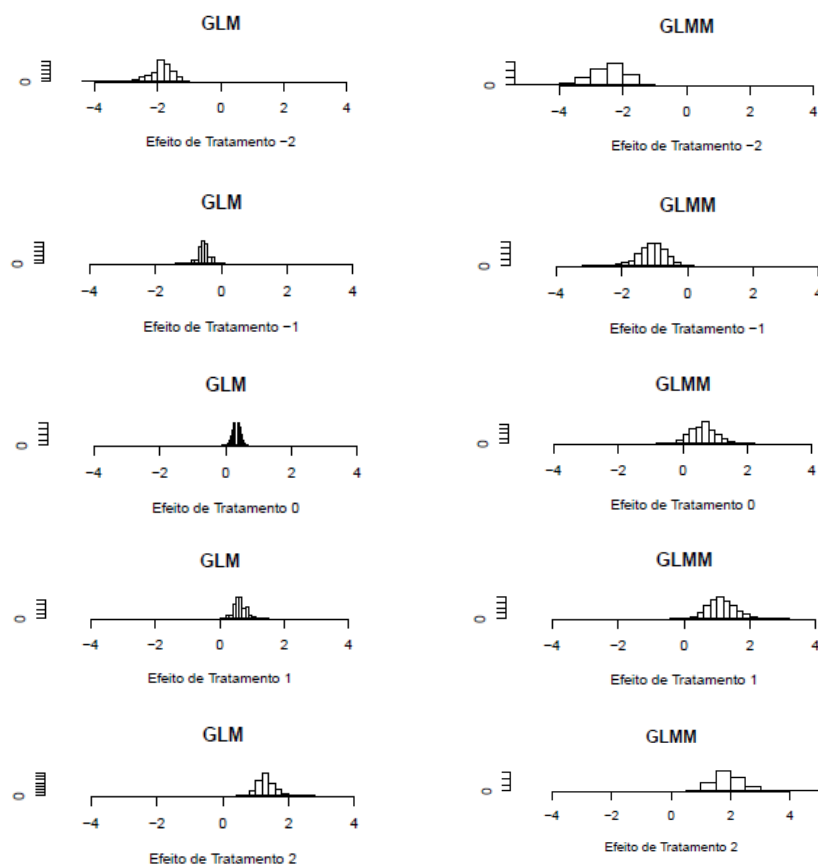 GLM
GLMM
0
−4 −2 0 2 4
0
−4 −2 0 2 4
Efeito de Tratamento −2
Efeito de Tratamento −2
GLM
GLMM
0
−4 −2 0 2 4
0
−4 −2 0 2 4
Efeito de Tratamento −1
Efeito de Tratamento −1
GLM
GLMM
0
−4 −2 0 2 4
0
−4 −2 0 2 4
Efeito de Tratamento 0
Efeito de Tratamento 0
GLM
GLMM
0
−4 −2 0 2 4
0
−4 −2 0 2 4
Efeito de Tratamento 1
Efeito de Tratamento 1
GLM
GLMM
0
−4 −2 0 2 4
0
−4 −2 0 2 4
Efeito de Tratamento 2
Efeito de Tratamento 2